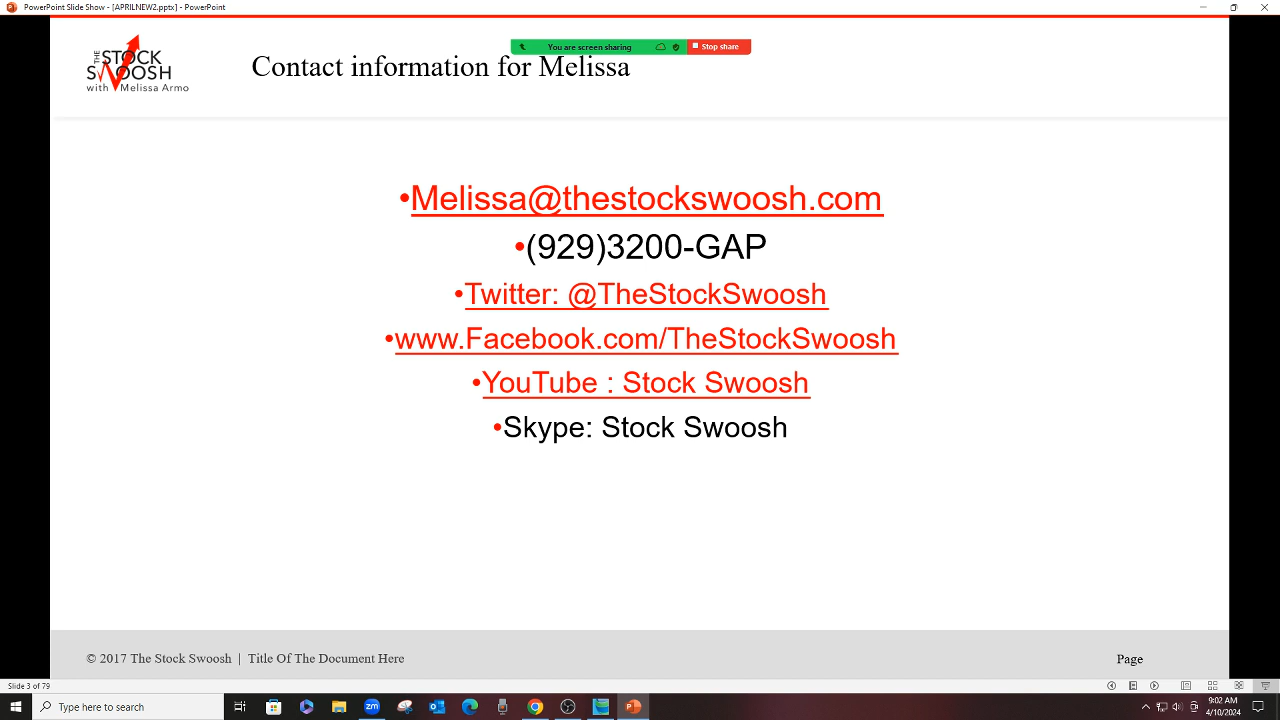 PowerPoint Slide Show - [APRILNEW2.pptx] - PowerPoint
You are screen sharing
Stop share
THE
STOCK
SWOOSH
with Melissa Armo
Contact information for Melissa
•Melissa@thestockswoosh.com
•(929)3200-GAP
•Twitter: @TheStockSwoosh
•www.Facebook.com/TheStockSwoosh
•YouTube : Stock Swoosh
•Skype: Stock Swoosh
© 2017 The Stock Swoosh | Title Of The Document Here
Page
Slide 3 of 79
Type here to search
zm
9:02 AM
4/10/2024